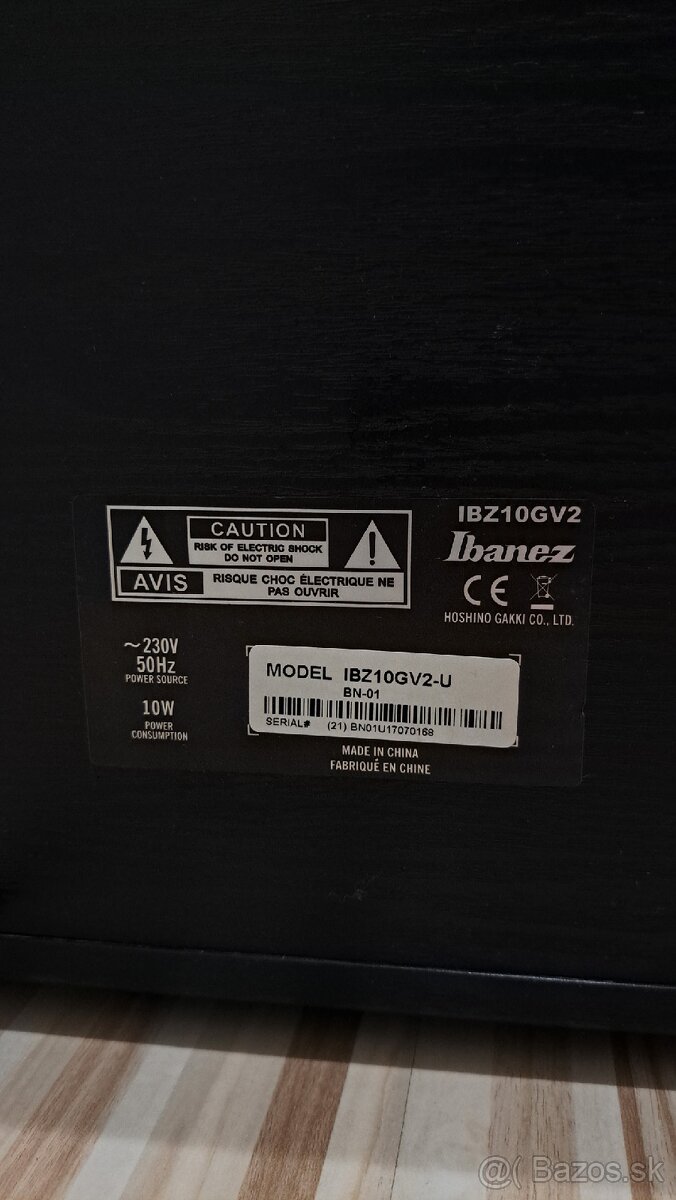 IBZ10GV2
CAUTION
RISK OF ELECTRIC SHOCK
DO NOT OPEN
AVIS
RISQUE CHOC ÉLECTRIQUE NE
PAS OUVRIR
Ibanez
CE
HOSHINO GAKKI CO., LTD.
~230V
50Hz
POWER SOURCE
10W
POWER
CONSUMPTION
MODEL IBZ10GV2-U
BN-01
SERIAL# (21) BN01U17070168
MADE IN CHINA
FABRIQUÉ EN CHINE
@( Bazos.sk